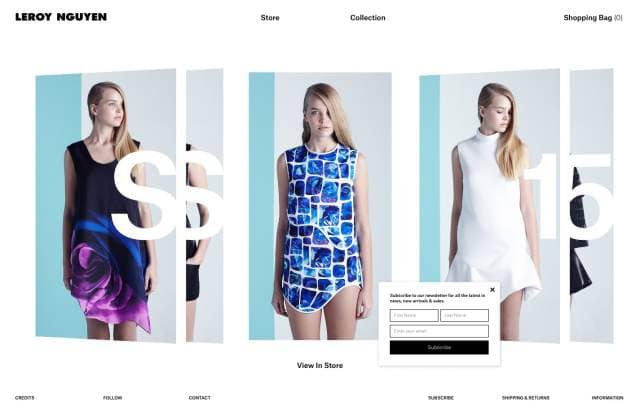 LEROY NGUYEN
Store
Collection
Shopping Bag (0)
SS
15
Subscribe to our newsletter for all the latest in
news, new arrivals & sales.
First Name
Last Name
Enter your email
Subscribe
View In Store
CREDITS
FOLLOW
CONTACT
SUBSCRIBE
SHIPPING & RETURNS
INFORMATION